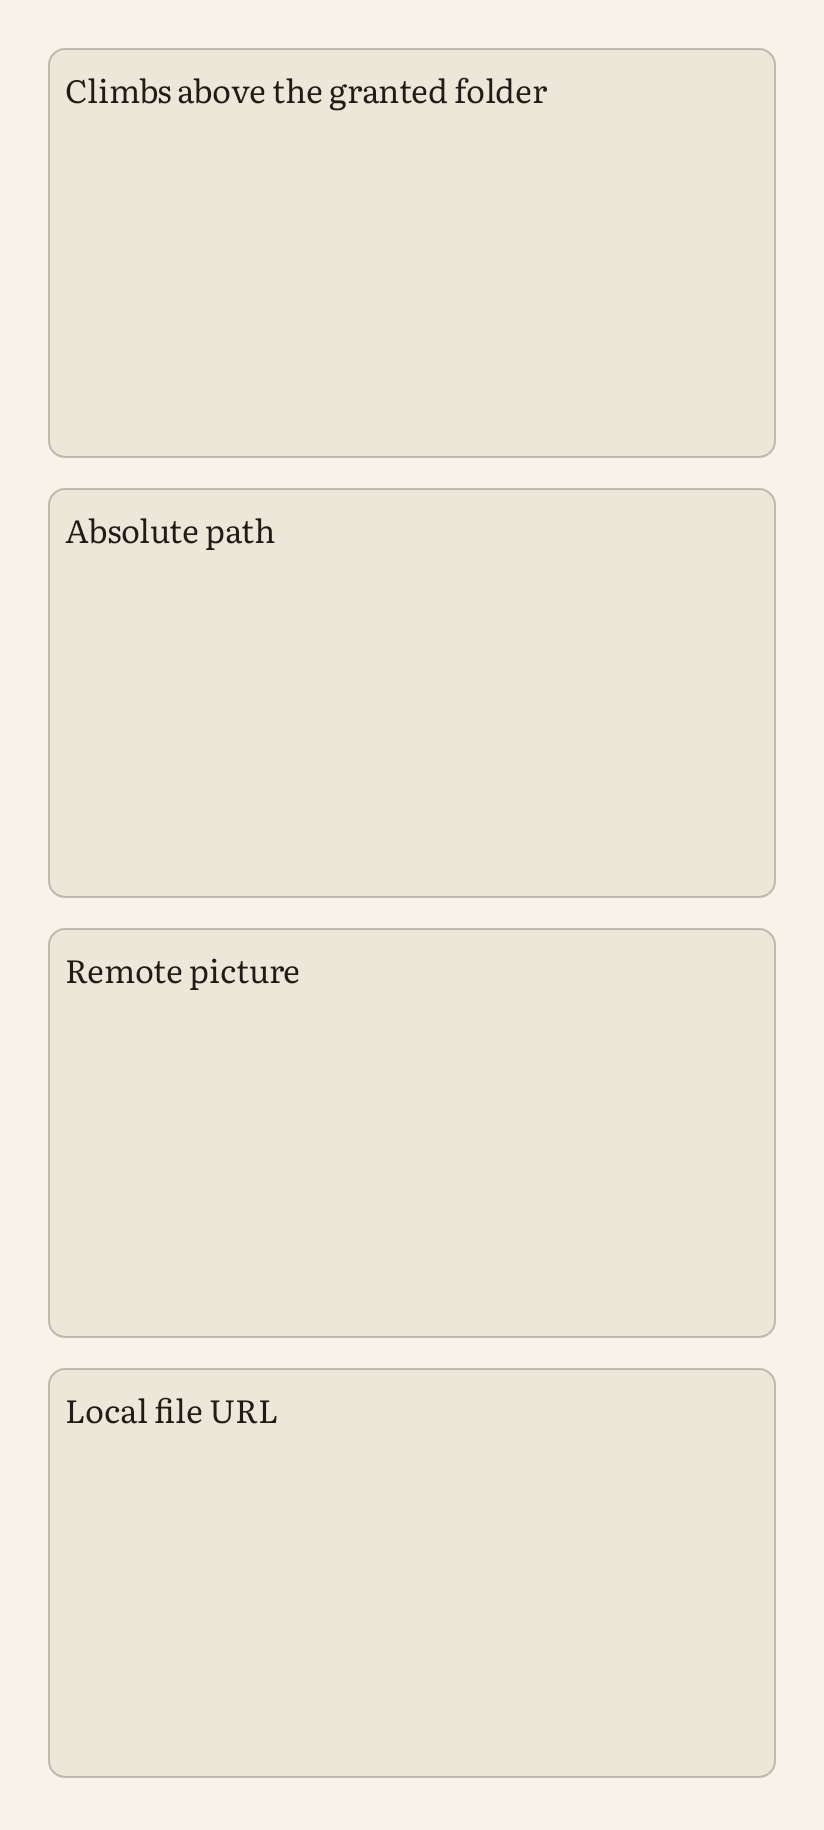 Climbs above the granted folder
Absolute path
Remote picture
Local file URL